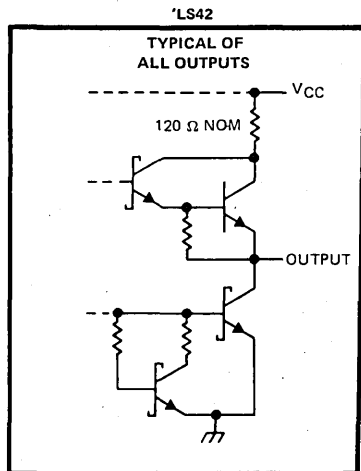 'LS42
TYPICAL OF
ALL OUTPUTS
VCC
120 Ω NOM
OUTPUT